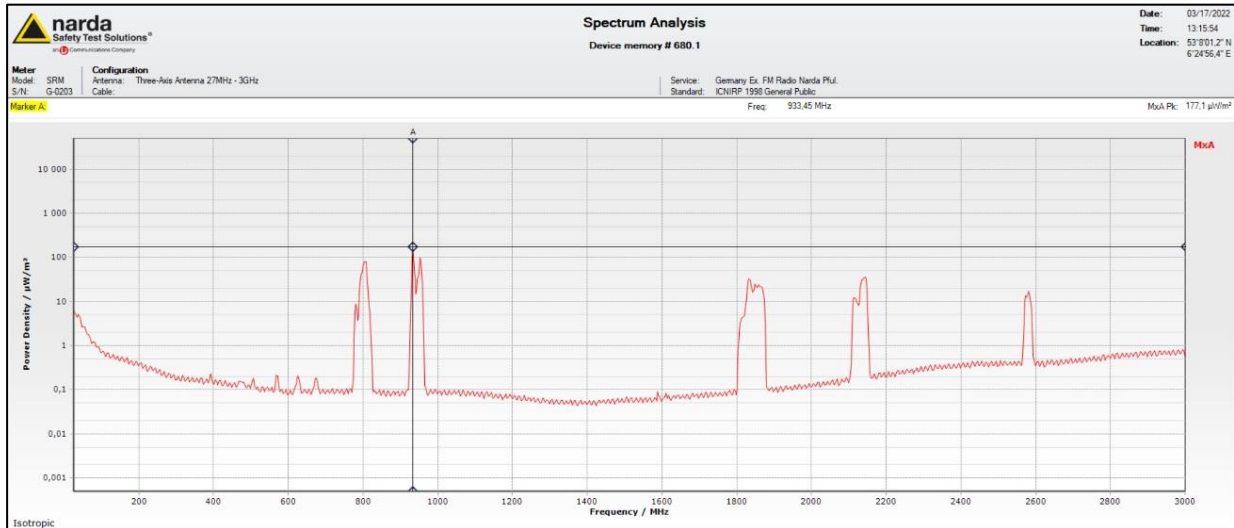 narda
Safety Test Solutions®
an L3 Communications Company
Spectrum Analysis
Device memory # 680.1
Date: 03/17/2022
Time: 13:15:54
Location: 53°8'01,2" N
6°24'56,4" E
Meter
Model: SRM
S/N: G-0203
Configuration
Antenna: Three-Axis Antenna 27MHz - 3GHz
Cable:
Service: Germany Ex. FM Radio Narda Pful.
Standard: ICNIRP 1998 General Public
Marker A: Freq: 933,45 MHz MxA Pk: 177,1 µW/m²
A
MxA
Power Density / µW/m²
10 000
1 000
100
10
1
0,1
0,01
0,001
200 400 600 800 1000 1200 1400 1600 1800 2000 2200 2400 2600 2800 3000
Frequency / MHz
Isotropic